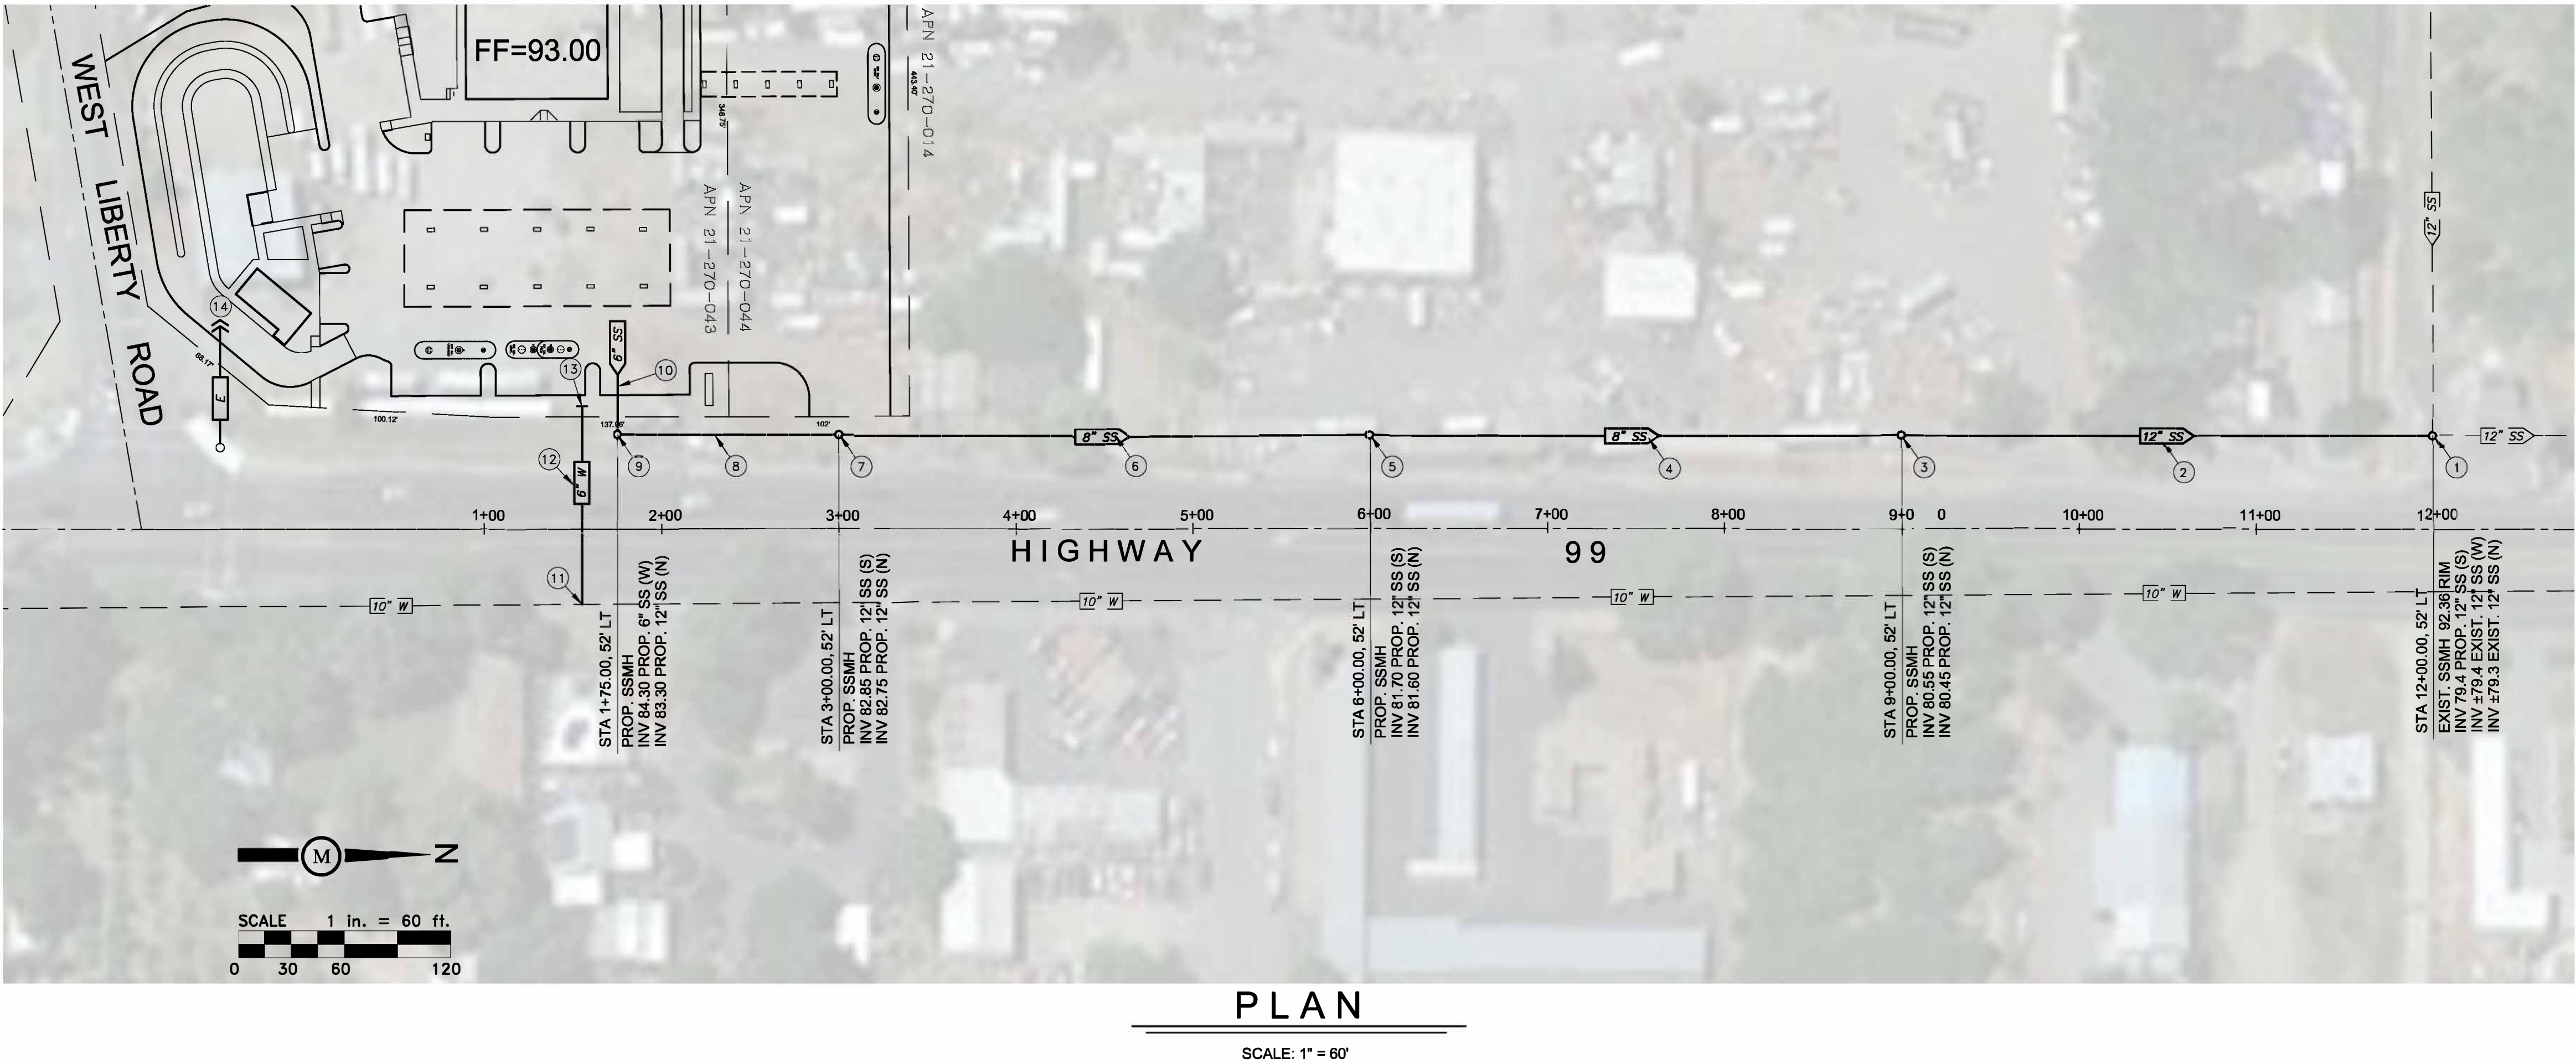 WEST LIBERTY ROAD
FF=93.00
346.75'
443.40'
APN 21-270-014
APN 21-270-043
APN 21-270-044
12" SS
14
E
68.17'
100.12'
13
6" SS
10
137.96'
102'
12
6" W
9
8
7
8" SS
6
5
8" SS
4
3
12" SS
2
1
12" SS
1+00
2+00
3+00
4+00
5+00
6+00
7+00
8+00
9+0 0
10+00
11+00
12+00
HIGHWAY 99
11
10" W
10" W
10" W
10" W
STA 1+75.00, 52' LT
PROP. SSMH
INV 84.30 PROP. 6" SS (W)
INV 83.30 PROP. 12" SS (N)
STA 3+00.00, 52' LT
PROP. SSMH
INV 82.85 PROP. 12" SS (S)
INV 82.75 PROP. 12" SS (N)
STA 6+00.00, 52' LT
PROP. SSMH
INV 81.70 PROP. 12" SS (S)
INV 81.60 PROP. 12" SS (N)
STA 9+00.00, 52' LT
PROP. SSMH
INV 80.55 PROP. 12" SS (S)
INV 80.45 PROP. 12" SS (N)
STA 12+00.00, 52' LT
EXIST. SSMH 92.36 RIM
INV 79.4 PROP. 12" SS (S)
INV ±79.4 EXIST. 12" SS (W)
INV ±79.3 EXIST. 12" SS (N)
M
N
SCALE 1 in. = 60 ft.
0 30 60 120
PLAN
SCALE: 1" = 60'